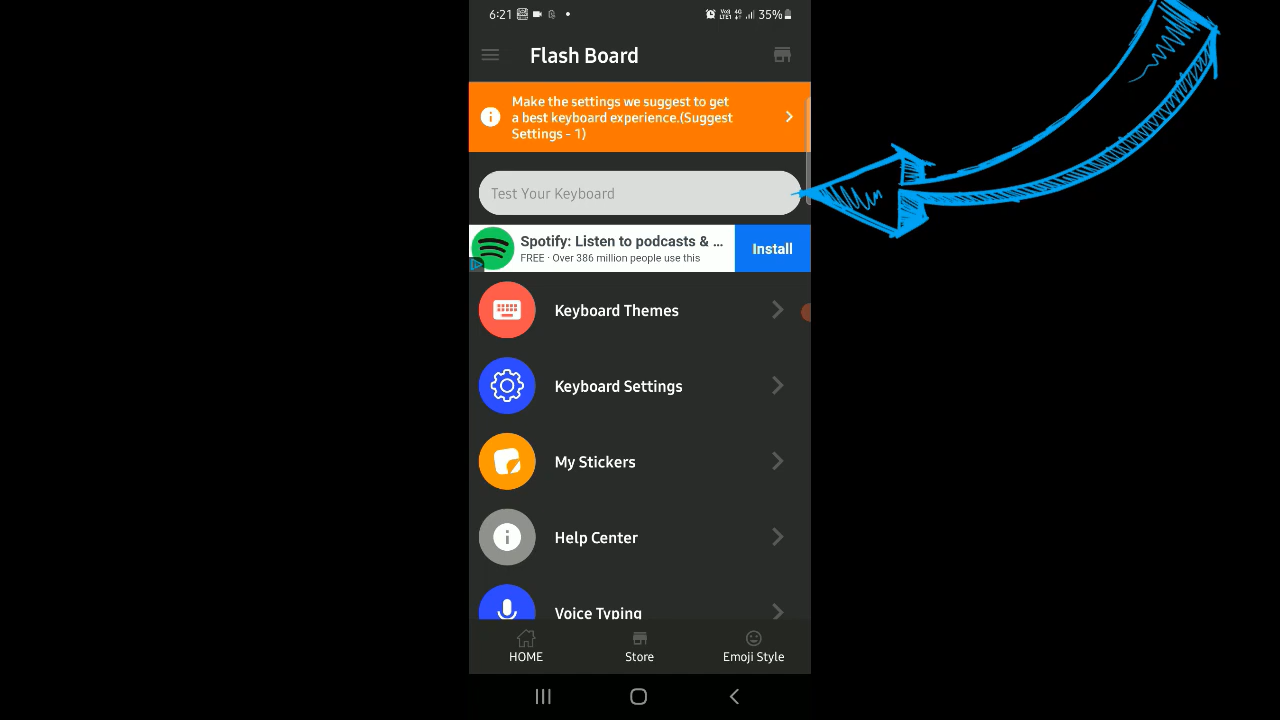 6:21
VoLTE1 4G 35%
Flash Board
Make the settings we suggest to get
a best keyboard experience.(Suggest
Settings - 1)
Test Your Keyboard
Spotify: Listen to podcasts & ...
FREE · Over 386 million people use this
Install
Keyboard Themes
Keyboard Settings
My Stickers
Help Center
Voice Typing
HOME
Store
Emoji Style